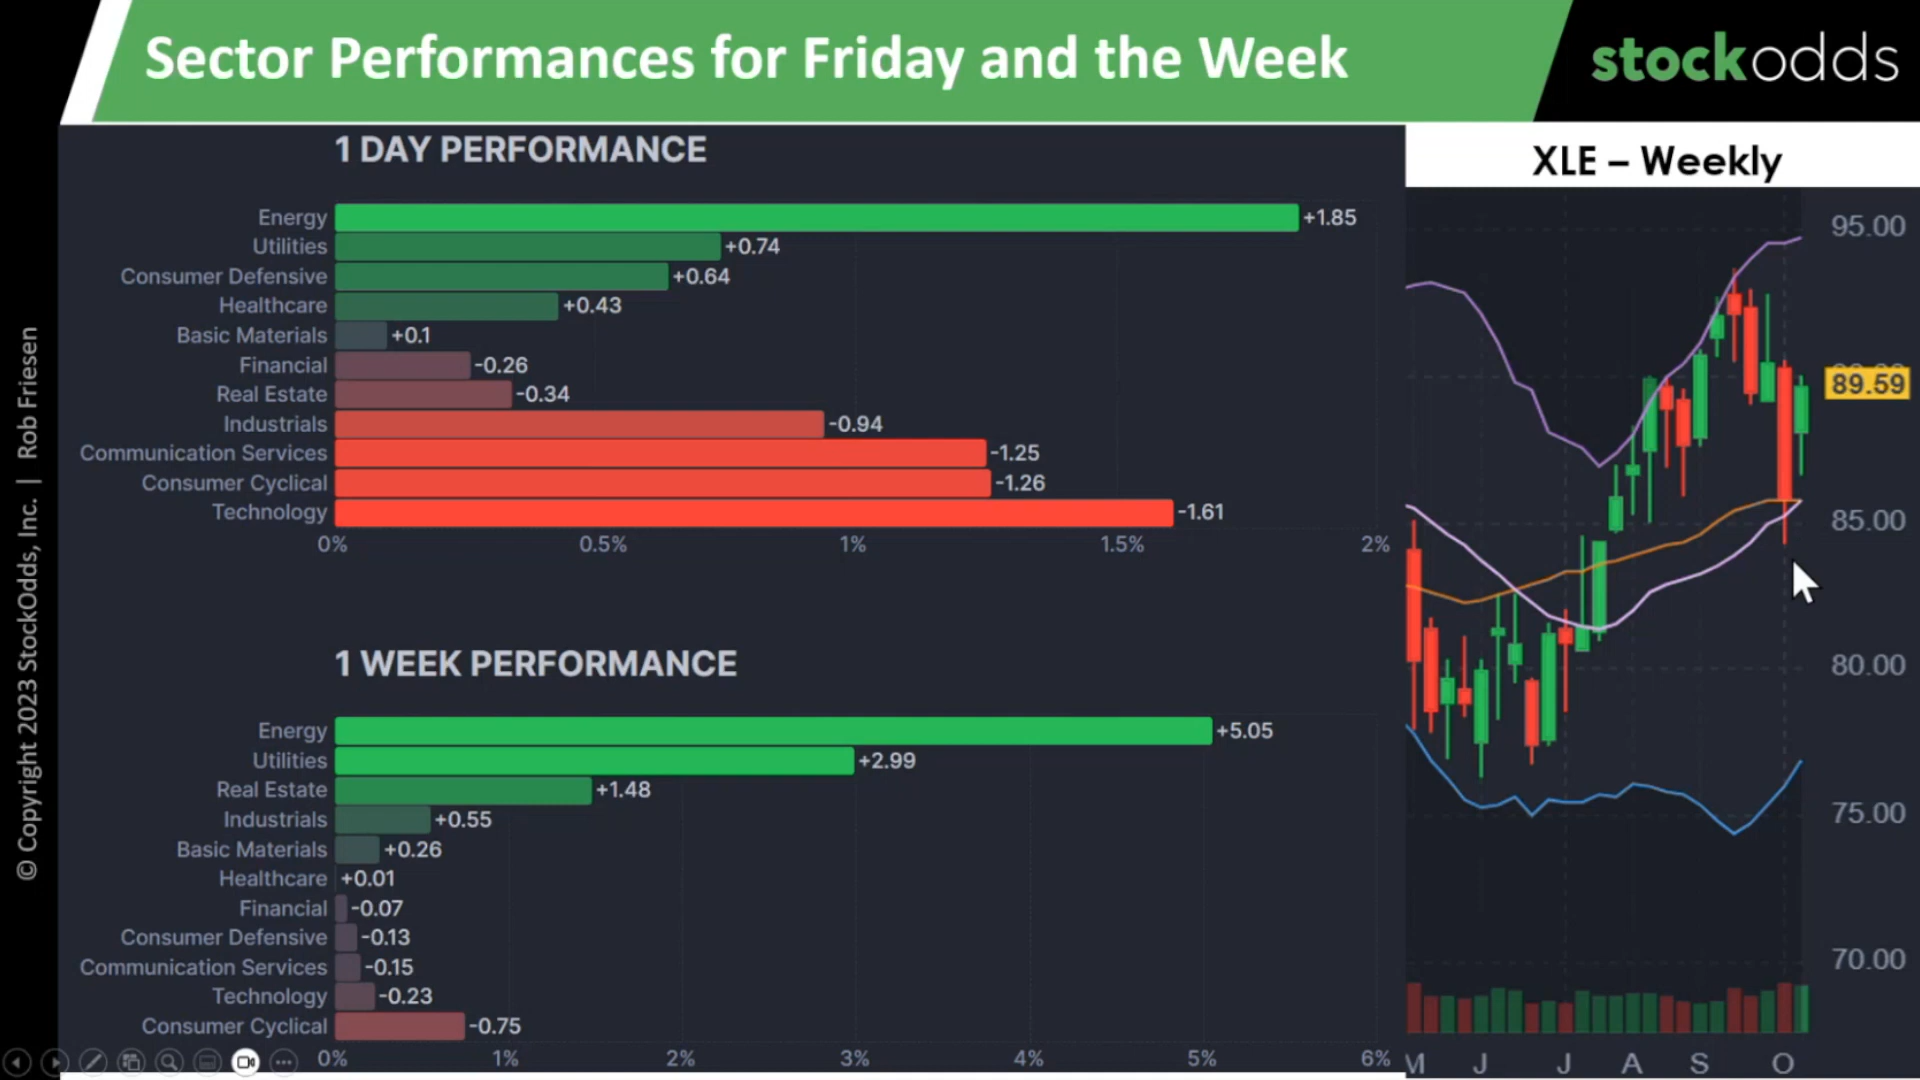 Sector Performances for Friday and the Week
stockodds
1 DAY PERFORMANCE
Energy +1.85
Utilities +0.74
Consumer Defensive +0.64
Healthcare +0.43
Basic Materials +0.1
Financial -0.26
Real Estate -0.34
Industrials -0.94
Communication Services -1.25
Consumer Cyclical -1.26
Technology -1.61
0% 0.5% 1% 1.5% 2%
1 WEEK PERFORMANCE
Energy +5.05
Utilities +2.99
Real Estate +1.48
Industrials +0.55
Basic Materials +0.26
Healthcare +0.01
Financial -0.07
Consumer Defensive -0.13
Communication Services -0.15
Technology -0.23
Consumer Cyclical -0.75
0% 1% 2% 3% 4% 5% 6%
XLE – Weekly
95.00
89.59
85.00
80.00
75.00
70.00
M J J A S O
© Copyright 2023 StockOdds, Inc. | Rob Friesen